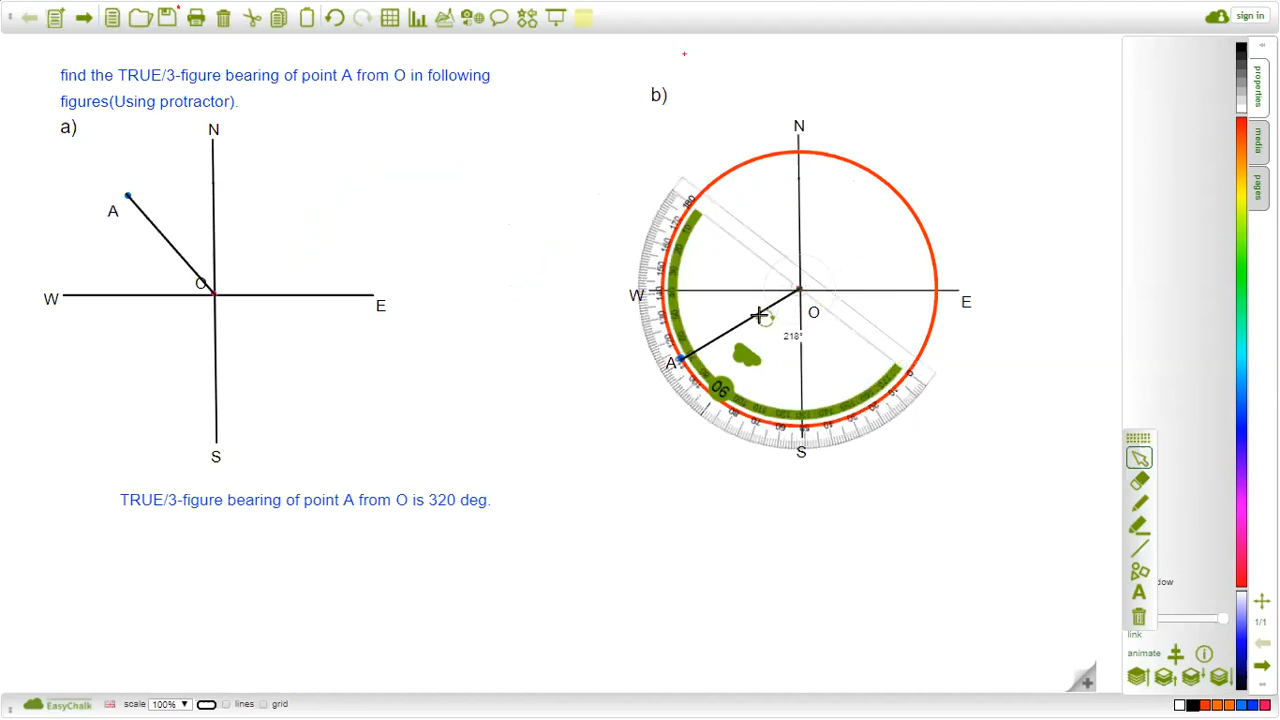 sign in
find the TRUE/3-figure bearing of point A from O in following
figures(Using protractor).
a)
N
A
O
W
E
S
TRUE/3-figure bearing of point A from O is 320 deg.
b)
N
W
E
O
218°
A
90
S
properties
media
pages
1/1
link
animate
EasyChalk
scale 100% lines grid